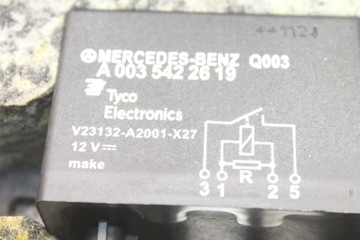 MERCEDES-BENZ Q003
A 003 542 26 19
Tyco
Electronics
V23132-A2001-X27
12 V
make
R
3 1 2 5